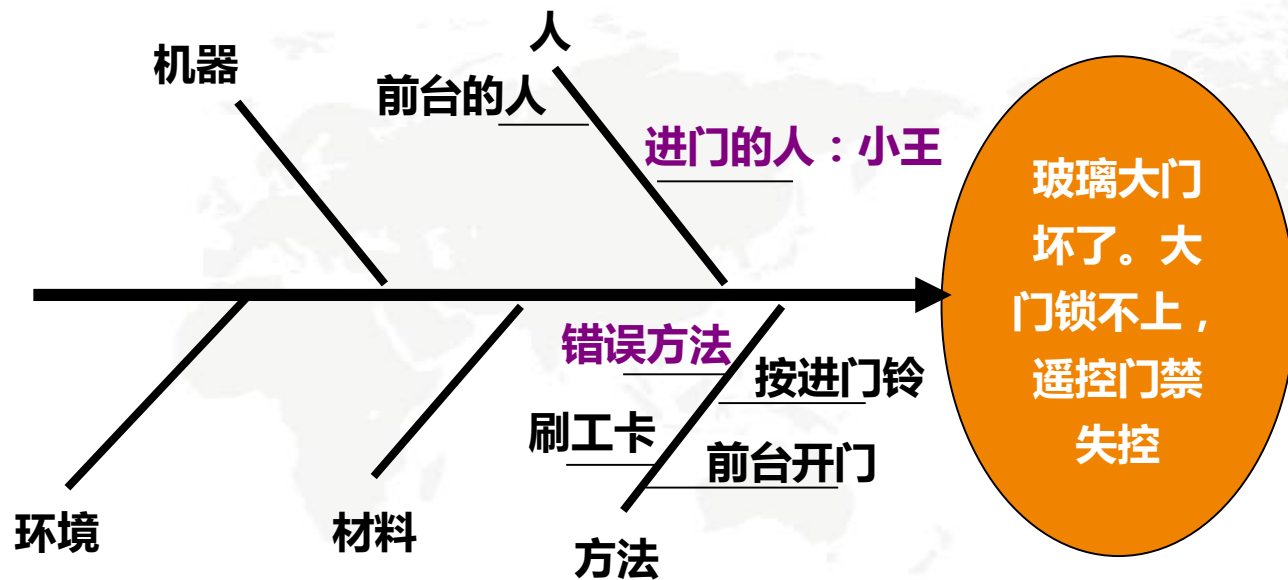 人
机器
前台的人
进门的人：小王
玻璃大门
坏了。大
门锁不上，
遥控门禁
失控
错误方法
按进门铃
刷工卡
前台开门
环境
材料
方法